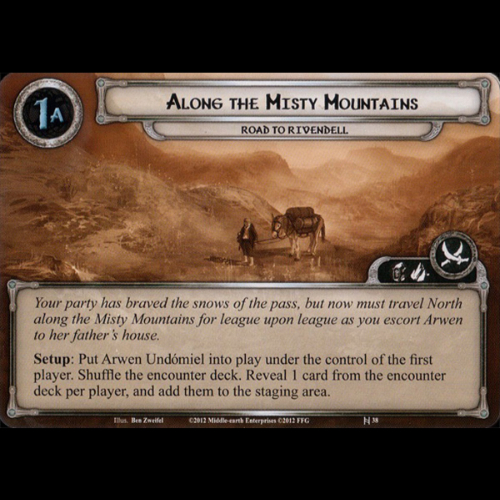 1A
ALONG THE MISTY MOUNTAINS
ROAD TO RIVENDELL
Your party has braved the snows of the pass, but now must travel North
along the Misty Mountains for league upon league as you escort Arwen
to her father's house.
Setup: Put Arwen Undómiel into play under the control of the first
player. Shuffle the encounter deck. Reveal 1 card from the encounter
deck per player, and add them to the staging area.
Illus. Ben Zweifel ©2012 Middle-earth Enterprises ©2012 FFG 38